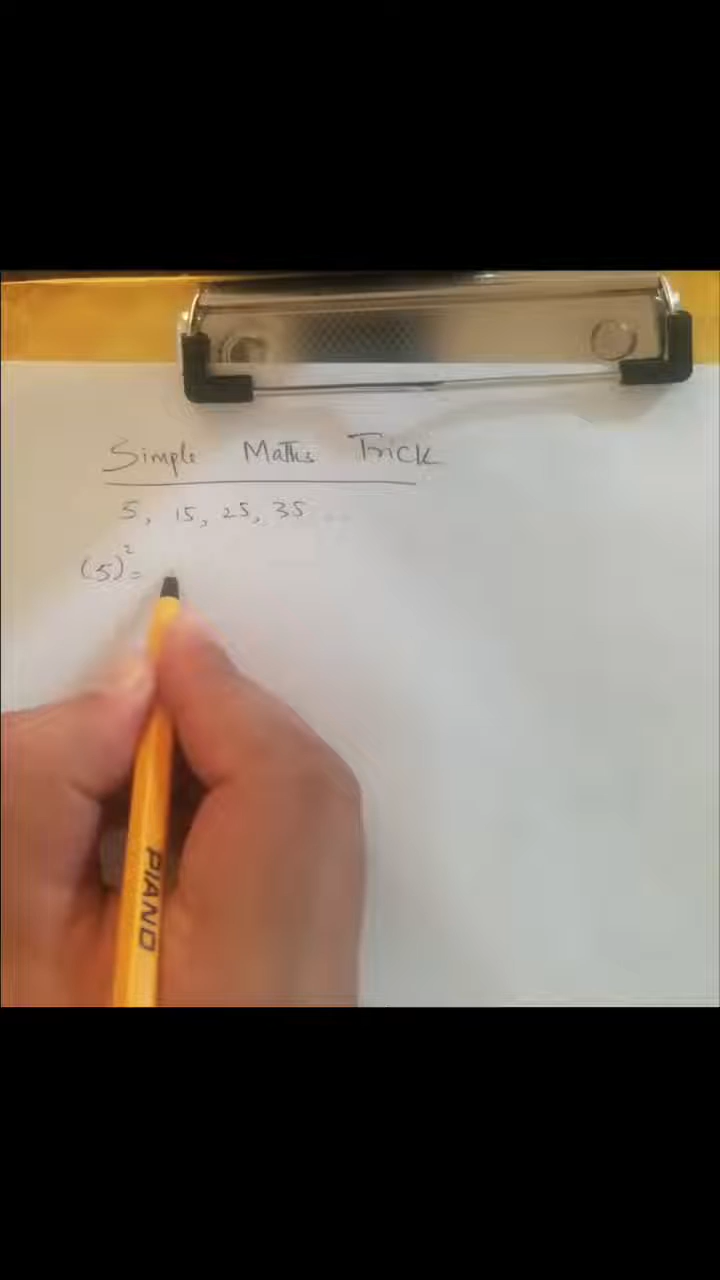 Simple Maths Trick
5, 15, 25, 35 ...
(5)² =
PIANO